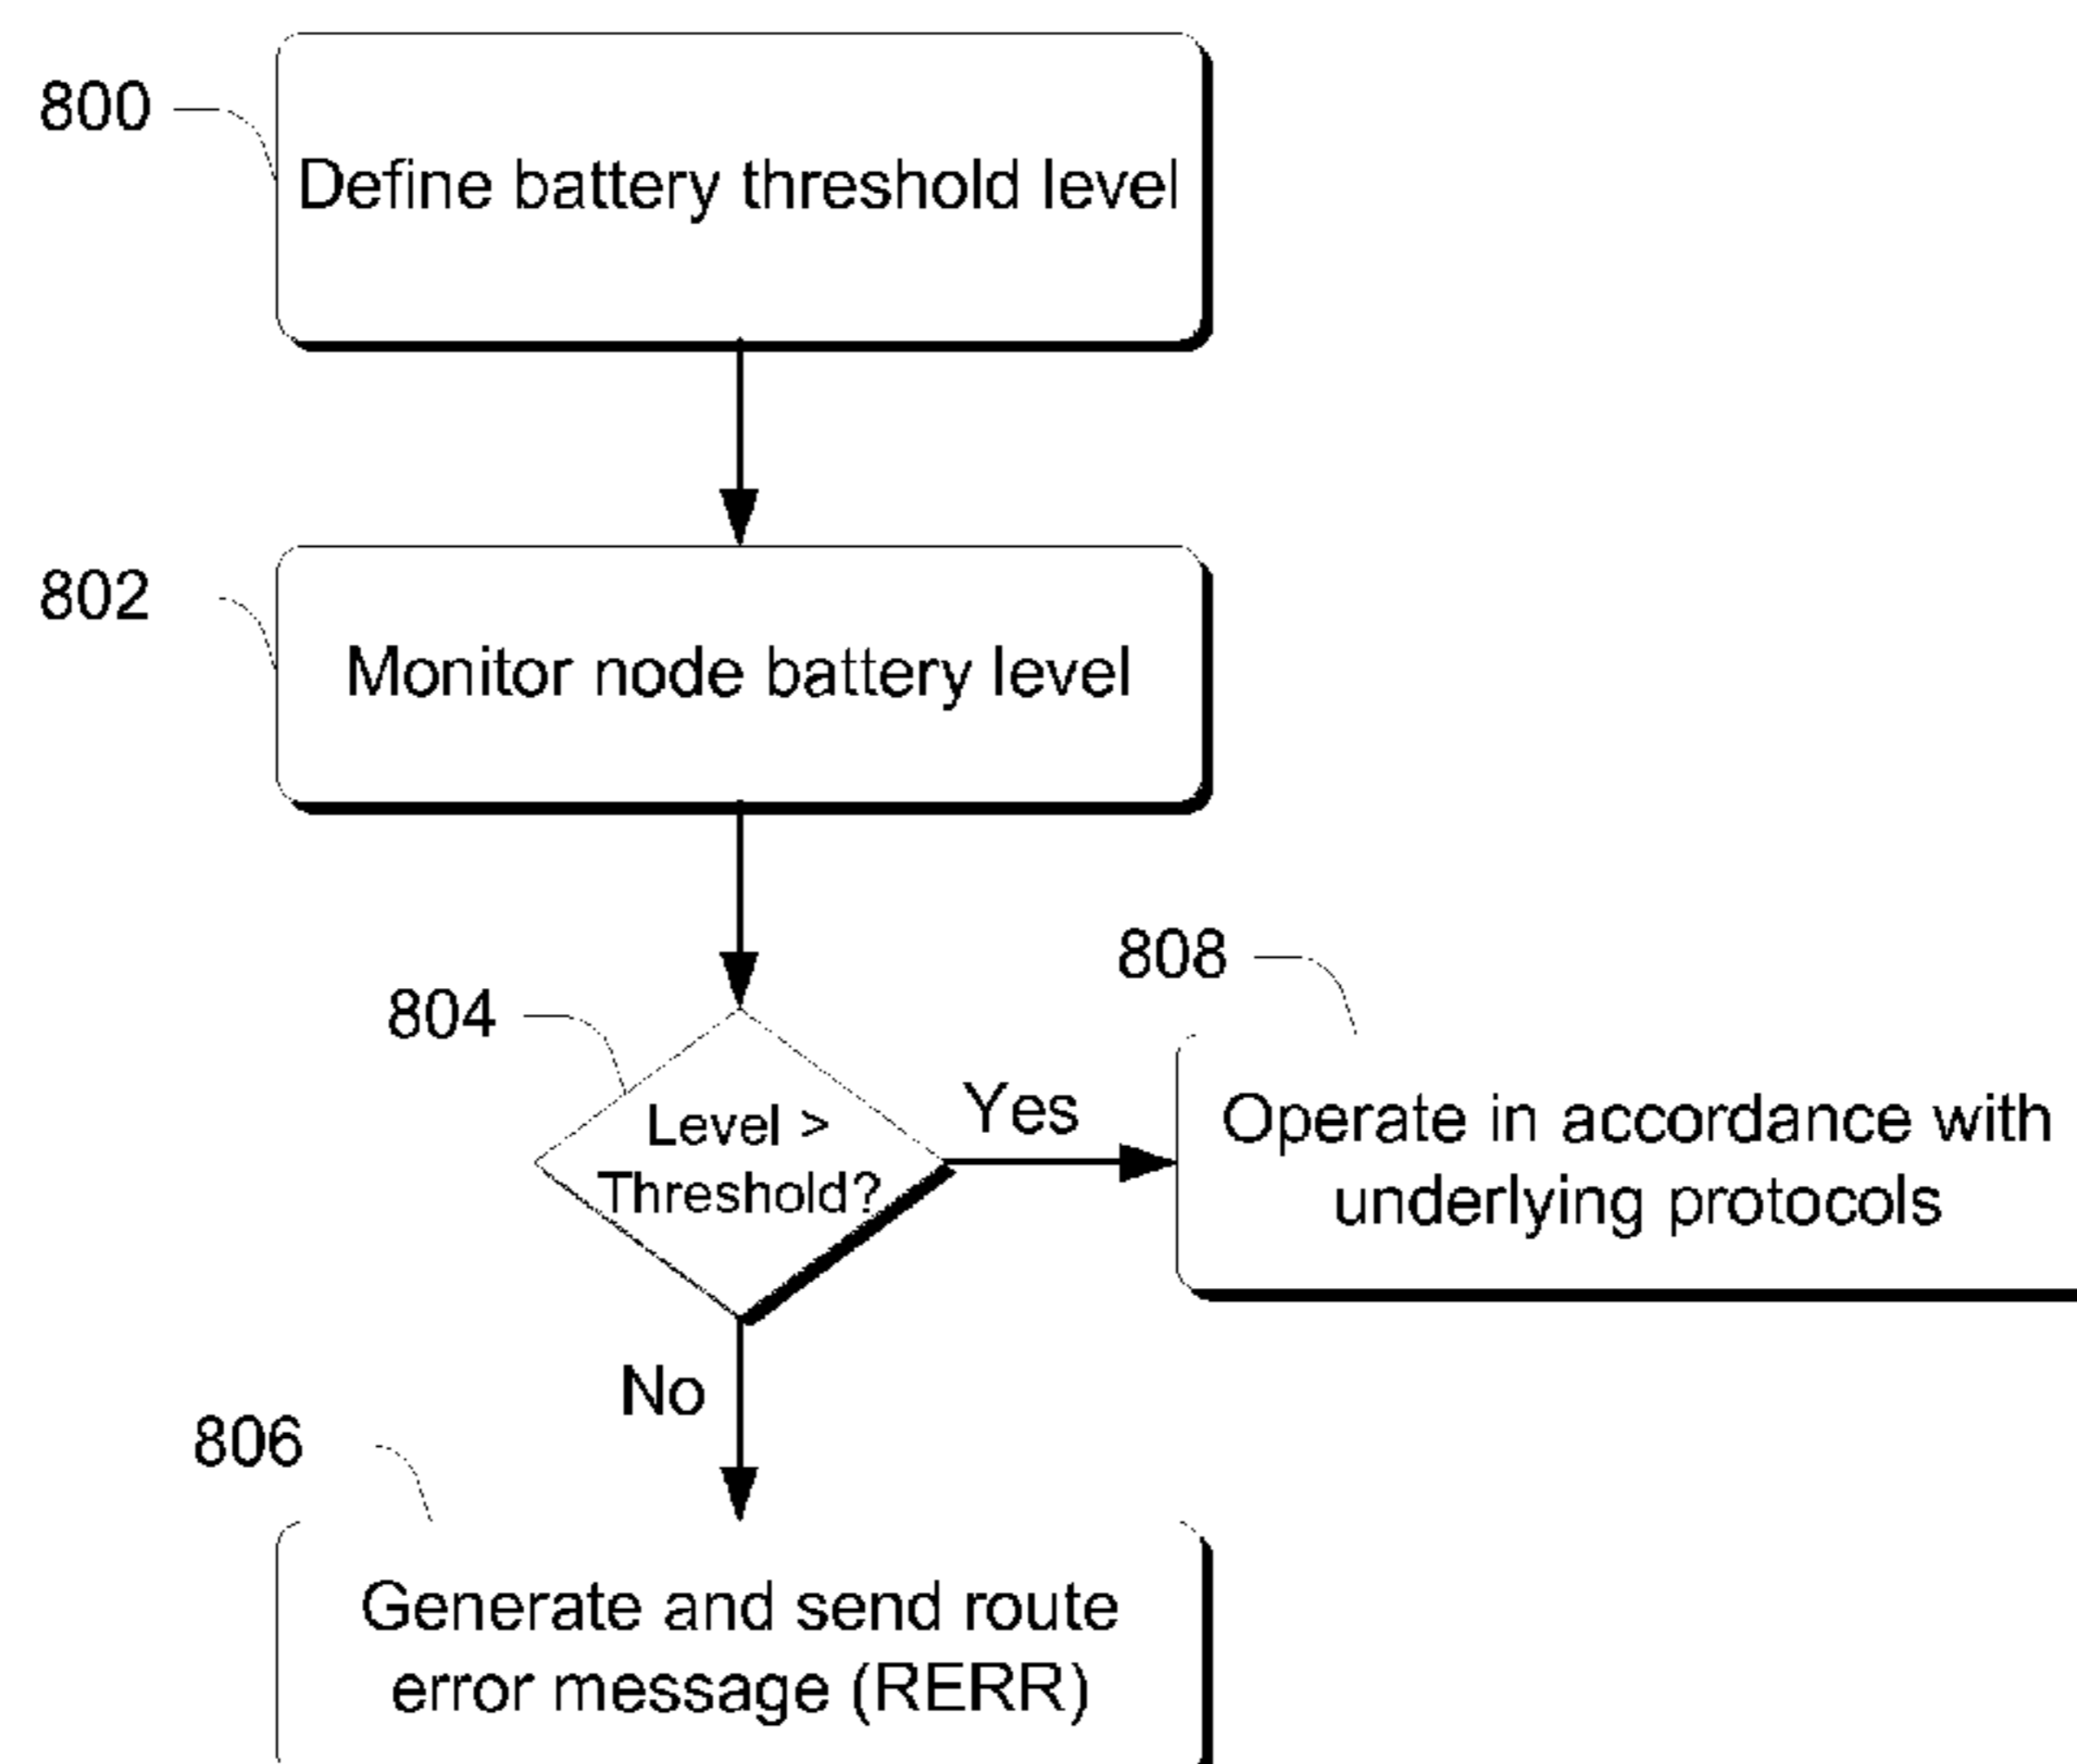 800
Define battery threshold level
802
Monitor node battery level
804
Level >
Threshold?
Yes
808
Operate in accordance with
underlying protocols
No
806
Generate and send route
error message (RERR)